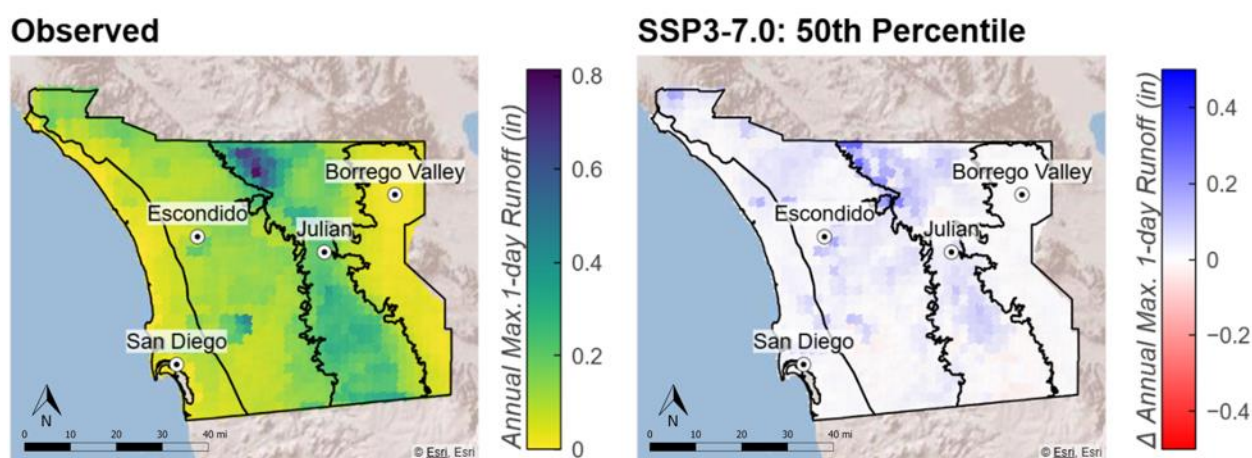 Observed
SSP3-7.0: 50th Percentile
Borrego Valley
Escondido
Julian
San Diego
N
0 10 20 30 40 mi
© Esri, Esri
0.8
0.6
0.4
0.2
0
Annual Max. 1-day Runoff (in)
Borrego Valley
Escondido
Julian
San Diego
N
0 10 20 30 40 mi
© Esri, Esri
0.4
0.2
0
−0.2
−0.4
Δ Annual Max. 1-day Runoff (in)